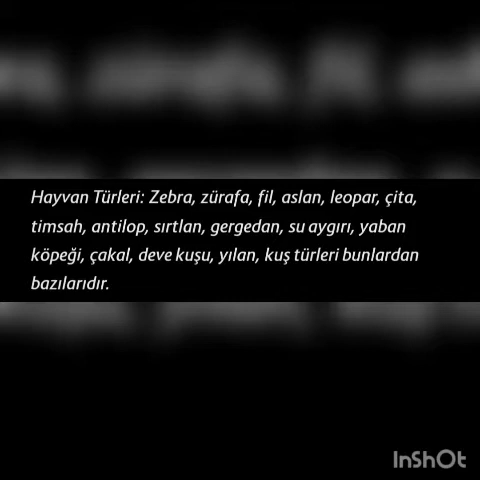 Hayvan Türleri: Zebra, zürafa, fil, aslan, leopar, çita,
timsah, antilop, sırtlan, gergedan, su aygırı, yaban
köpeği, çakal, deve kuşu, yılan, kuş türleri bunlardan
bazılarıdır.
InShOt